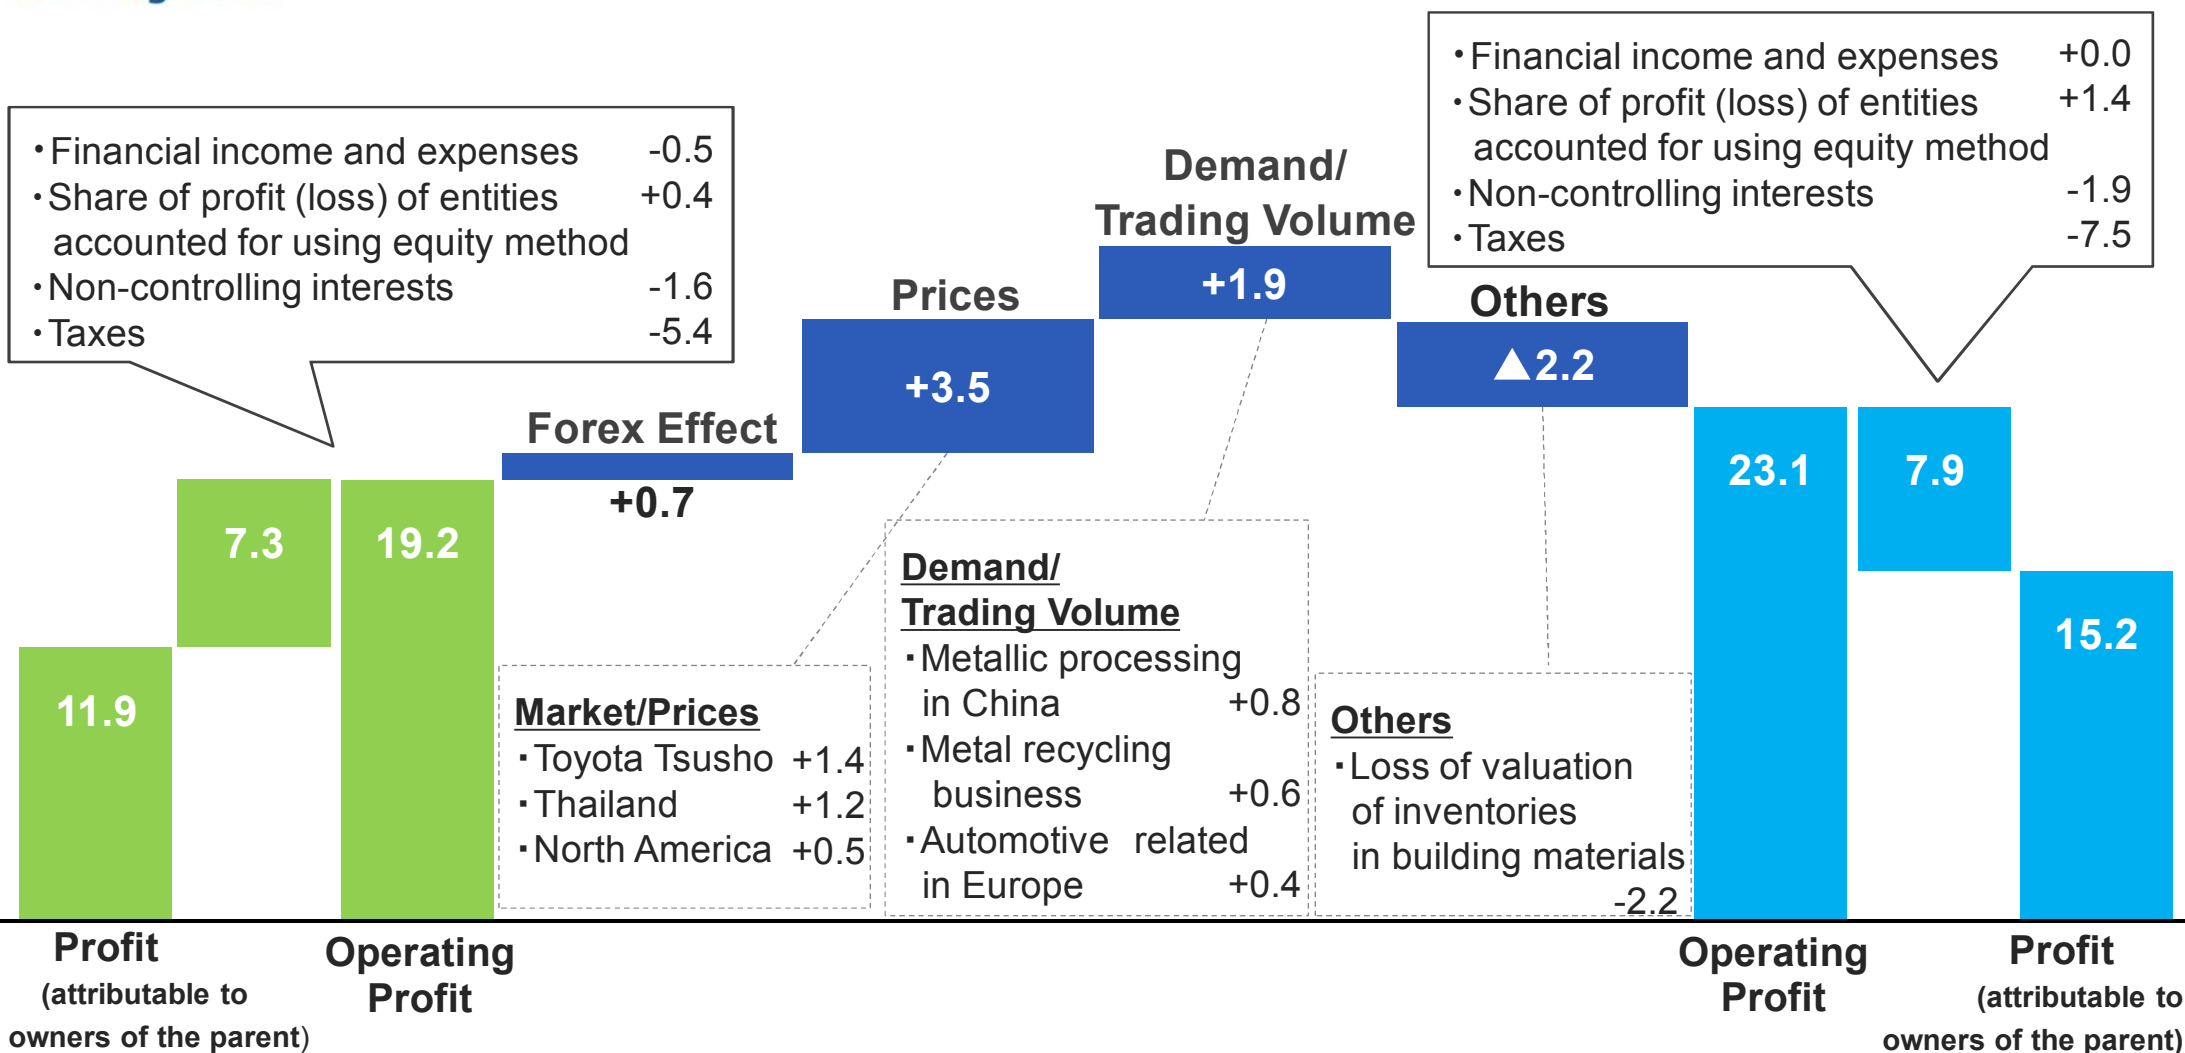 ・Financial income and expenses -0.5
・Share of profit (loss) of entities +0.4
accounted for using equity method
・Non-controlling interests -1.6
・Taxes -5.4
・Financial income and expenses +0.0
・Share of profit (loss) of entities +1.4
accounted for using equity method
・Non-controlling interests -1.9
・Taxes -7.5
11.9
7.3
19.2
Forex Effect
+0.7
Prices
+3.5
Demand/
Trading Volume
+1.9
Others
▲2.2
23.1
7.9
15.2
Market/Prices
・Toyota Tsusho +1.4
・Thailand +1.2
・North America +0.5
Demand/
Trading Volume
・Metallic processing
in China +0.8
・Metal recycling
business +0.6
・Automotive related
in Europe +0.4
Others
・Loss of valuation
of inventories
in building materials
-2.2
Profit
(attributable to
owners of the parent)
Operating
Profit
Operating
Profit
Profit
(attributable to
owners of the parent)